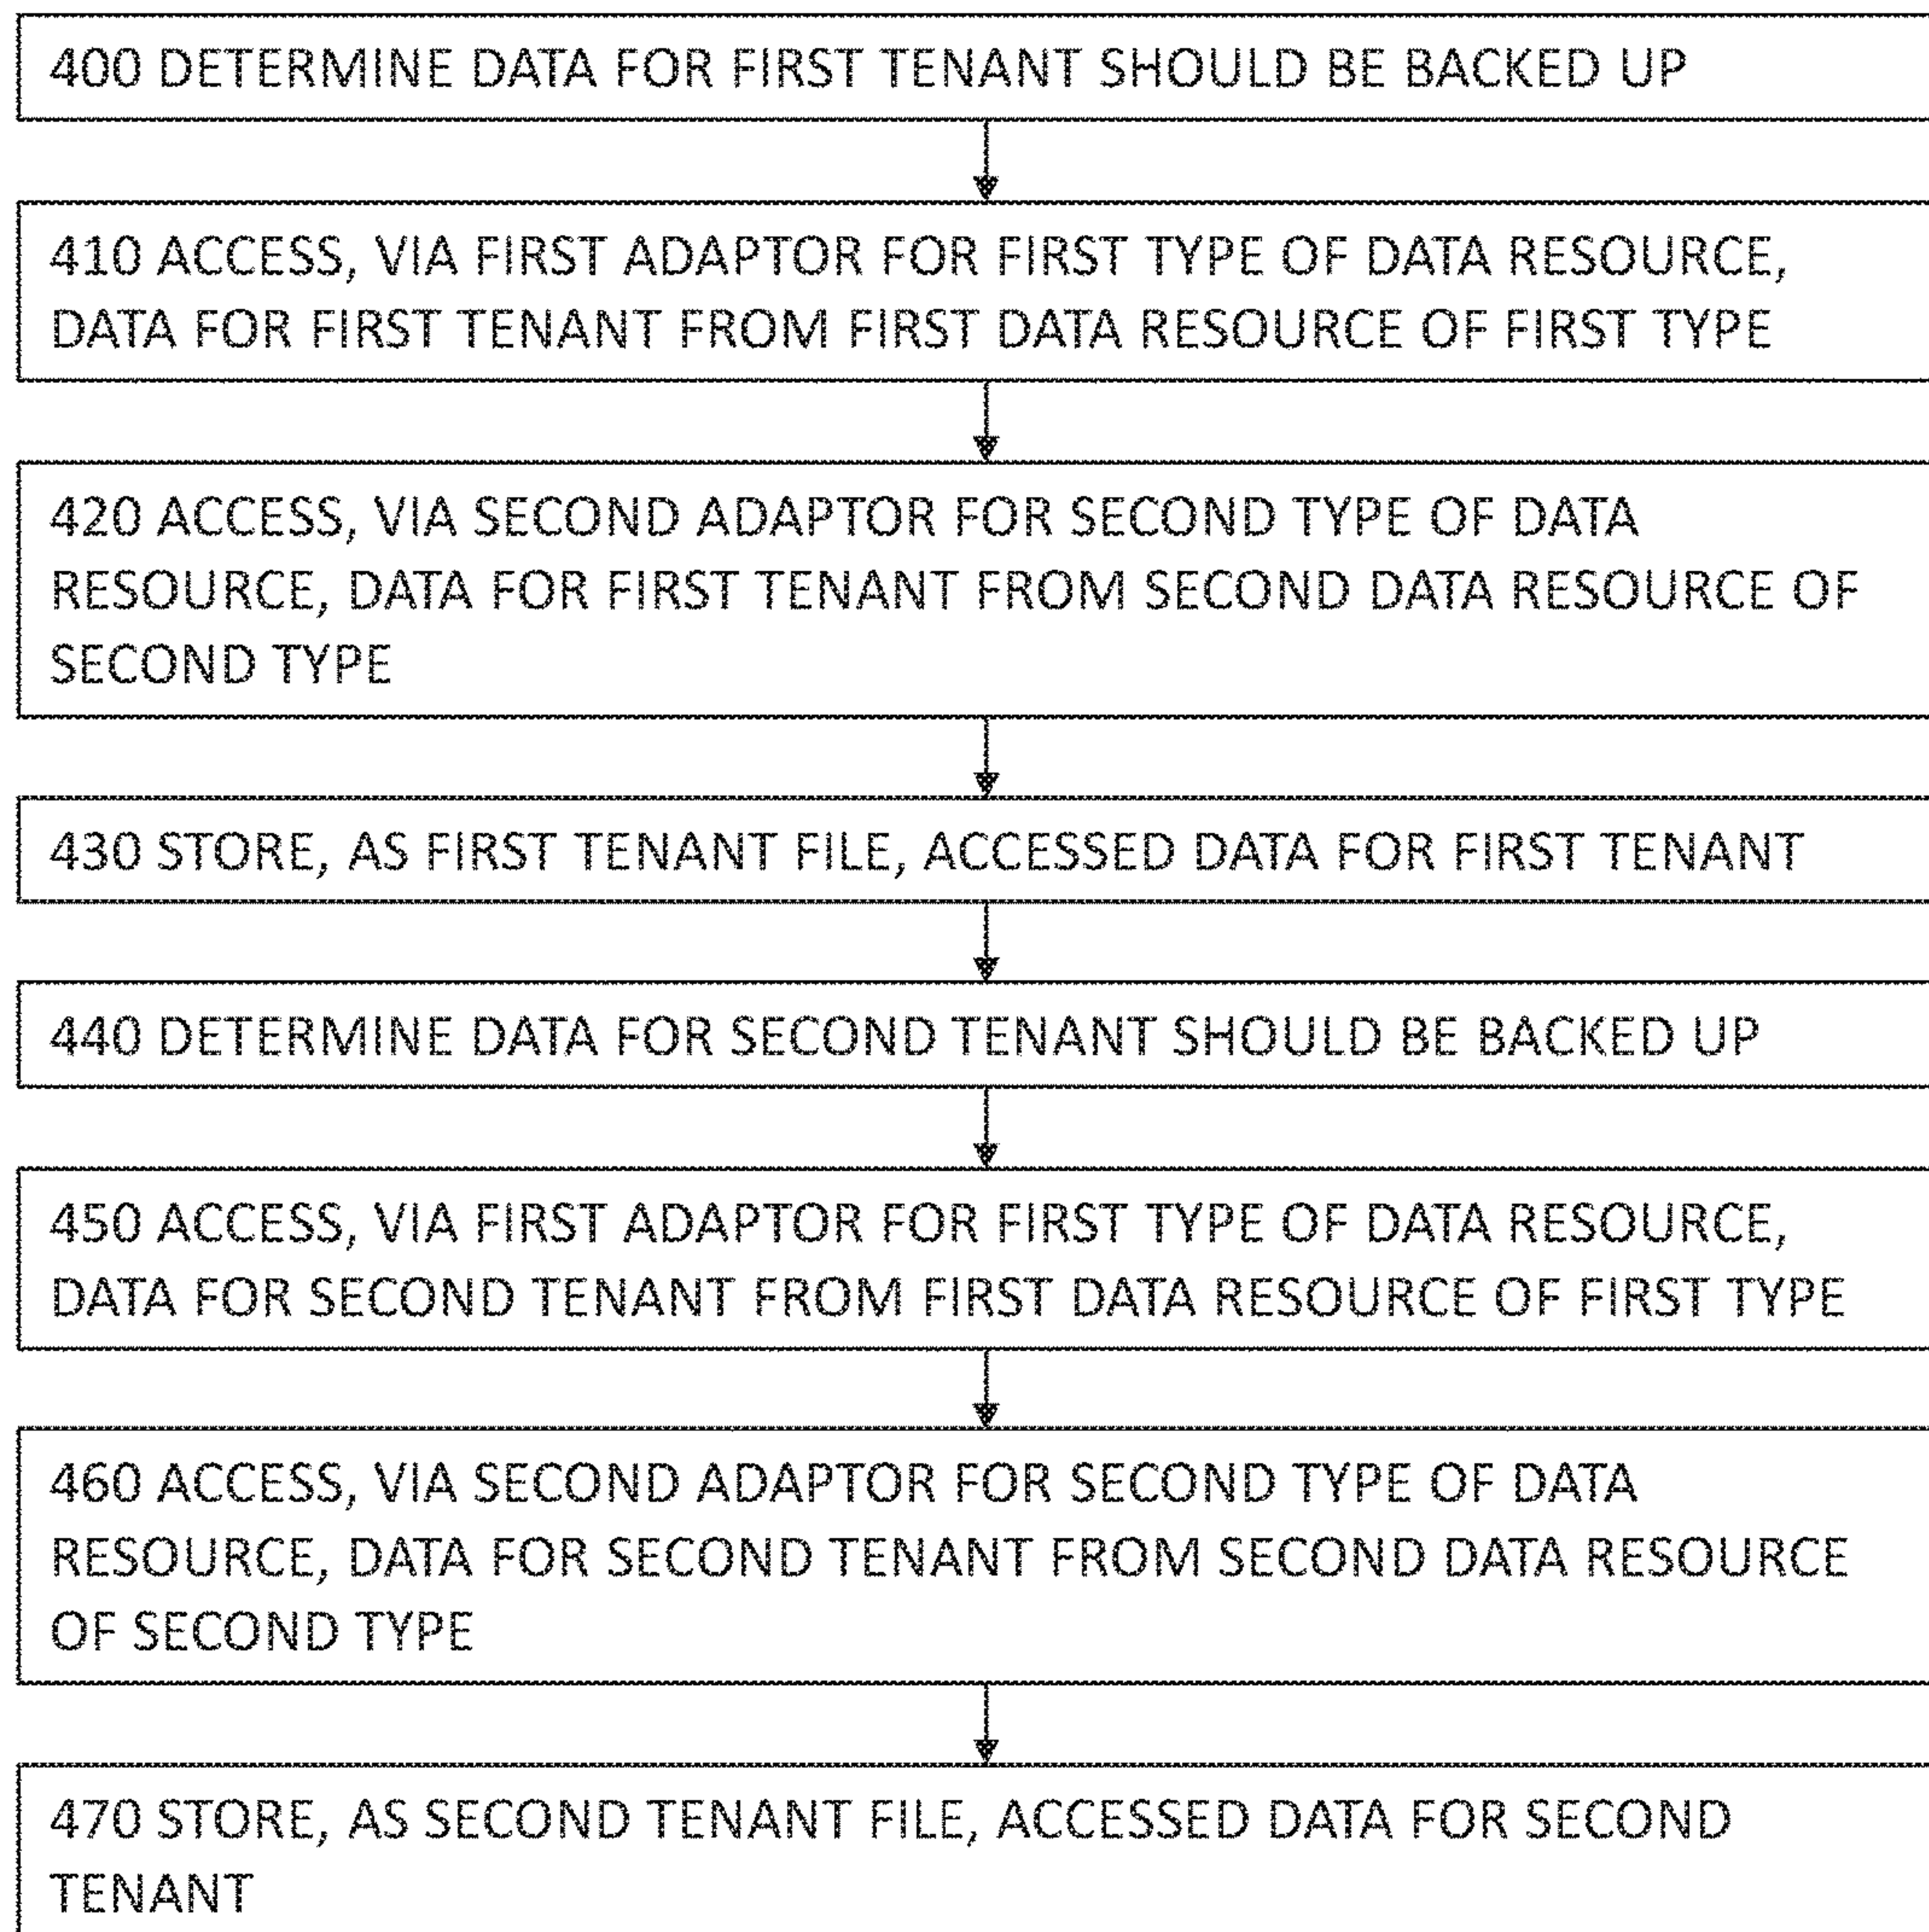 400 DETERMINE DATA FOR FIRST TENANT SHOULD BE BACKED UP
410 ACCESS, VIA FIRST ADAPTOR FOR FIRST TYPE OF DATA RESOURCE,
DATA FOR FIRST TENANT FROM FIRST DATA RESOURCE OF FIRST TYPE
420 ACCESS, VIA SECOND ADAPTOR FOR SECOND TYPE OF DATA
RESOURCE, DATA FOR FIRST TENANT FROM SECOND DATA RESOURCE OF
SECOND TYPE
430 STORE, AS FIRST TENANT FILE, ACCESSED DATA FOR FIRST TENANT
440 DETERMINE DATA FOR SECOND TENANT SHOULD BE BACKED UP
450 ACCESS, VIA FIRST ADAPTOR FOR FIRST TYPE OF DATA RESOURCE,
DATA FOR SECOND TENANT FROM FIRST DATA RESOURCE OF FIRST TYPE
460 ACCESS, VIA SECOND ADAPTOR FOR SECOND TYPE OF DATA
RESOURCE, DATA FOR SECOND TENANT FROM SECOND DATA RESOURCE
OF SECOND TYPE
470 STORE, AS SECOND TENANT FILE, ACCESSED DATA FOR SECOND
TENANT